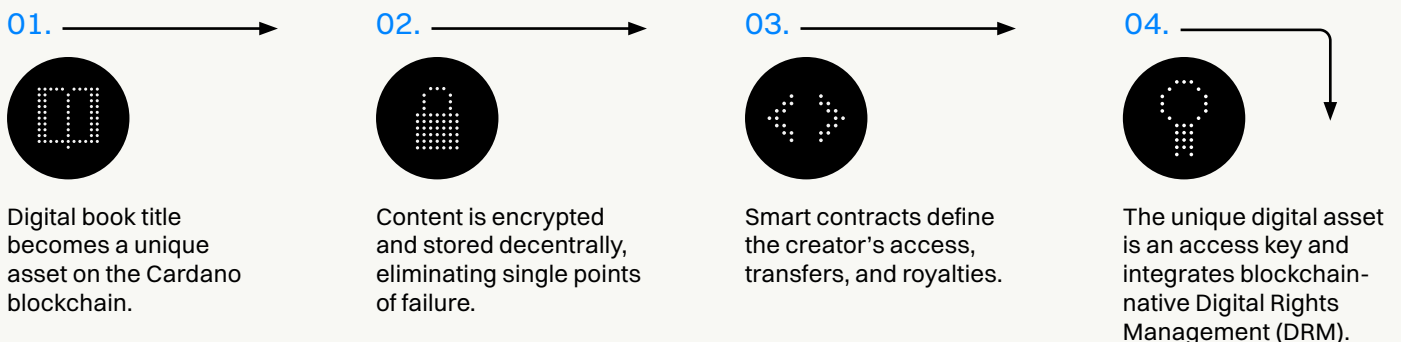 01.
Digital book title
becomes a unique
asset on the Cardano
blockchain.
02.
Content is encrypted
and stored decentrally,
eliminating single points
of failure.
03.
Smart contracts define
the creator’s access,
transfers, and royalties.
04.
The unique digital asset
is an access key and
integrates blockchain-
native Digital Rights
Management (DRM).